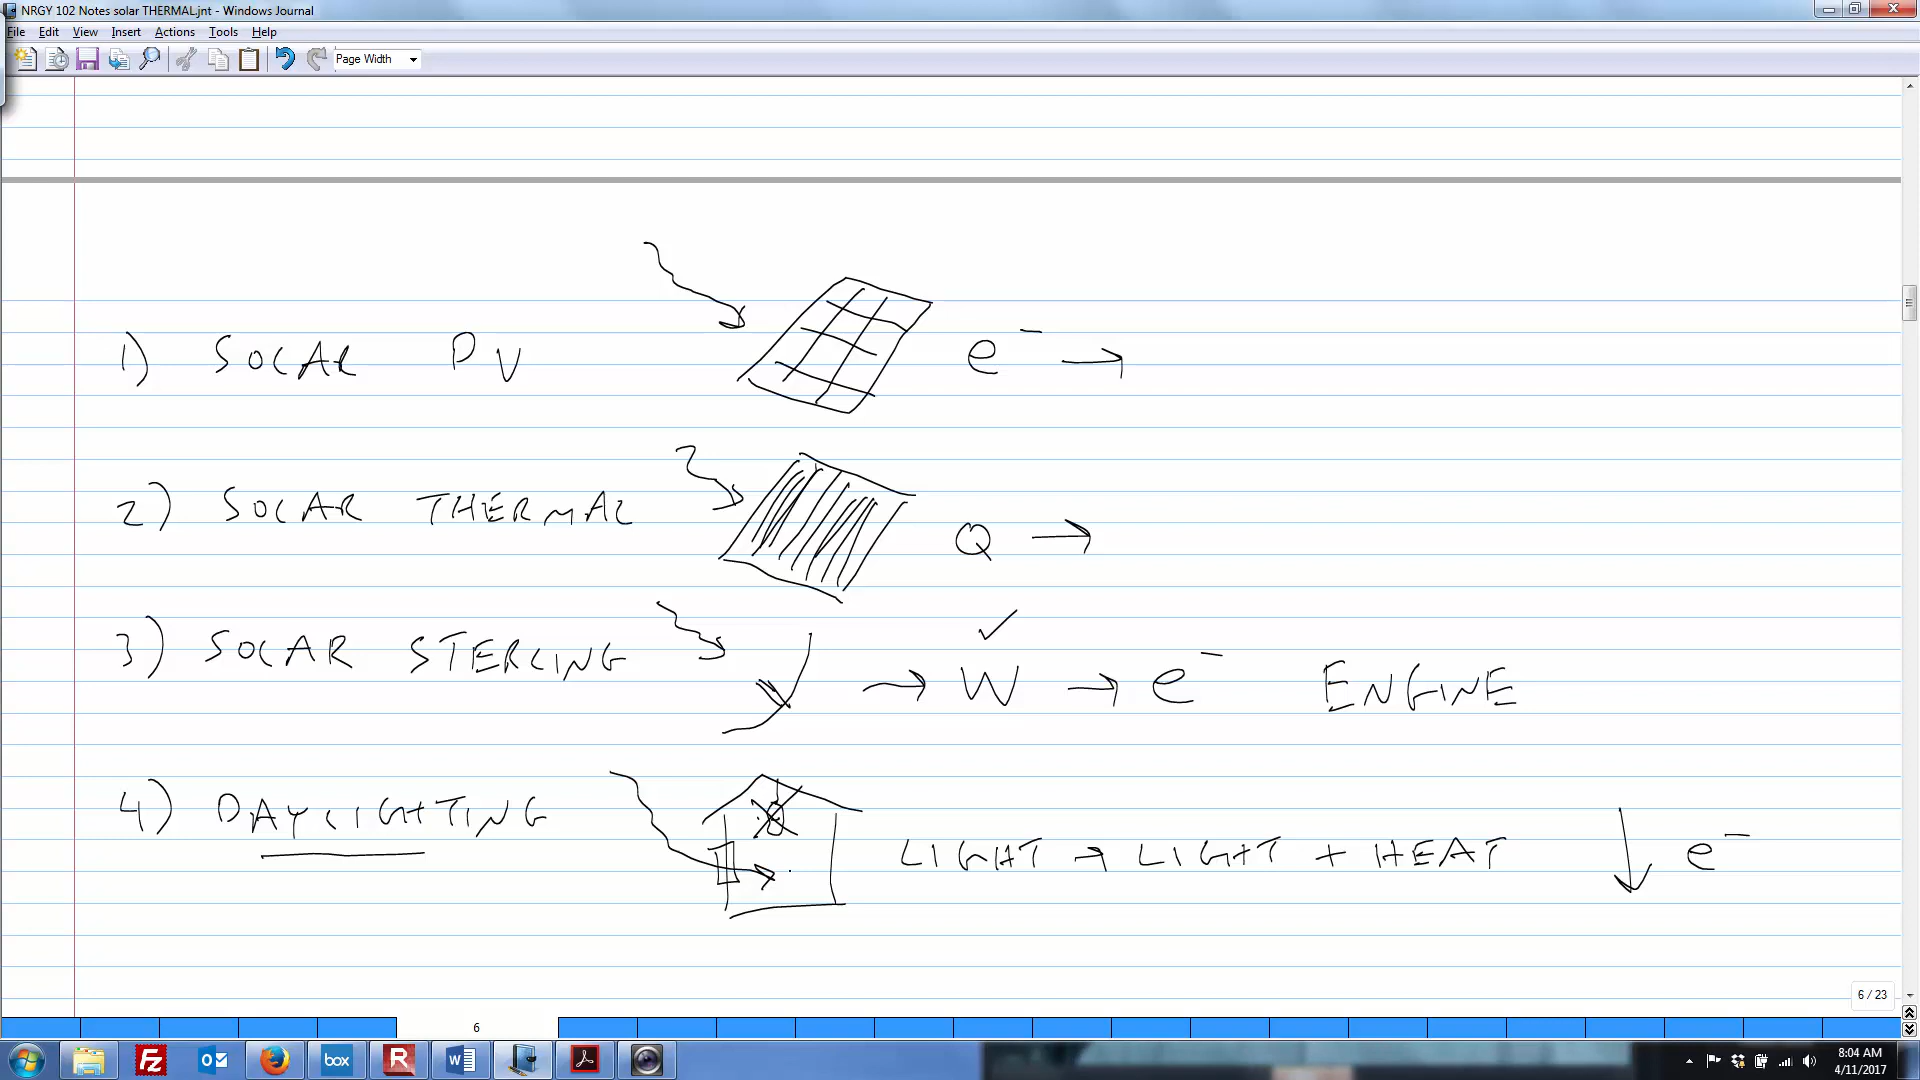 NRGY 102 Notes solar THERMAL.jnt - Windows Journal
File Edit View Insert Actions Tools Help
Page Width
1) SOLAR PV e⁻ →
2) SOLAR THERMAL Q →
3) SOLAR STERLING → W → e⁻ ENGINE
4) DAYLIGHTING LIGHT → LIGHT + HEAT ↓ e⁻
6 / 23
6
Fz O box R W
8:04 AM
4/11/2017